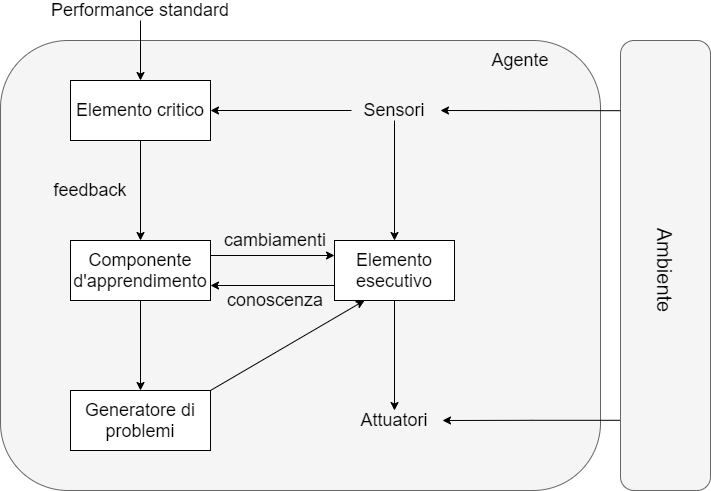 Performance standard
Agente
Elemento critico
Sensori
feedback
cambiamenti
Componente
d'apprendimento
Elemento
esecutivo
conoscenza
Generatore di
problemi
Attuatori
Ambiente